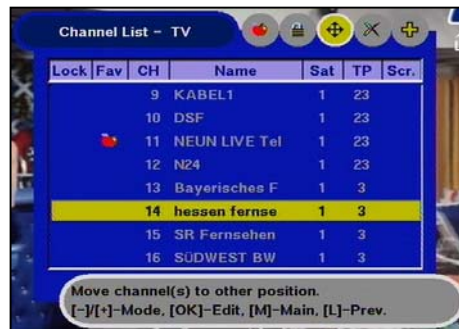 Channel List – TV
Lock Fav CH Name Sat TP Scr.
9 KABEL1 1 23
10 DSF 1 23
11 NEUN LIVE Tel 1 23
12 N24 1 23
13 Bayerisches F 1 3
14 hessen fernse 1 3
15 SR Fernsehen 1 3
16 SÜDWEST BW 1 3
Move channel(s) to other position.
[-]/[+]-Mode, [OK]-Edit, [M]-Main, [L]-Prev.